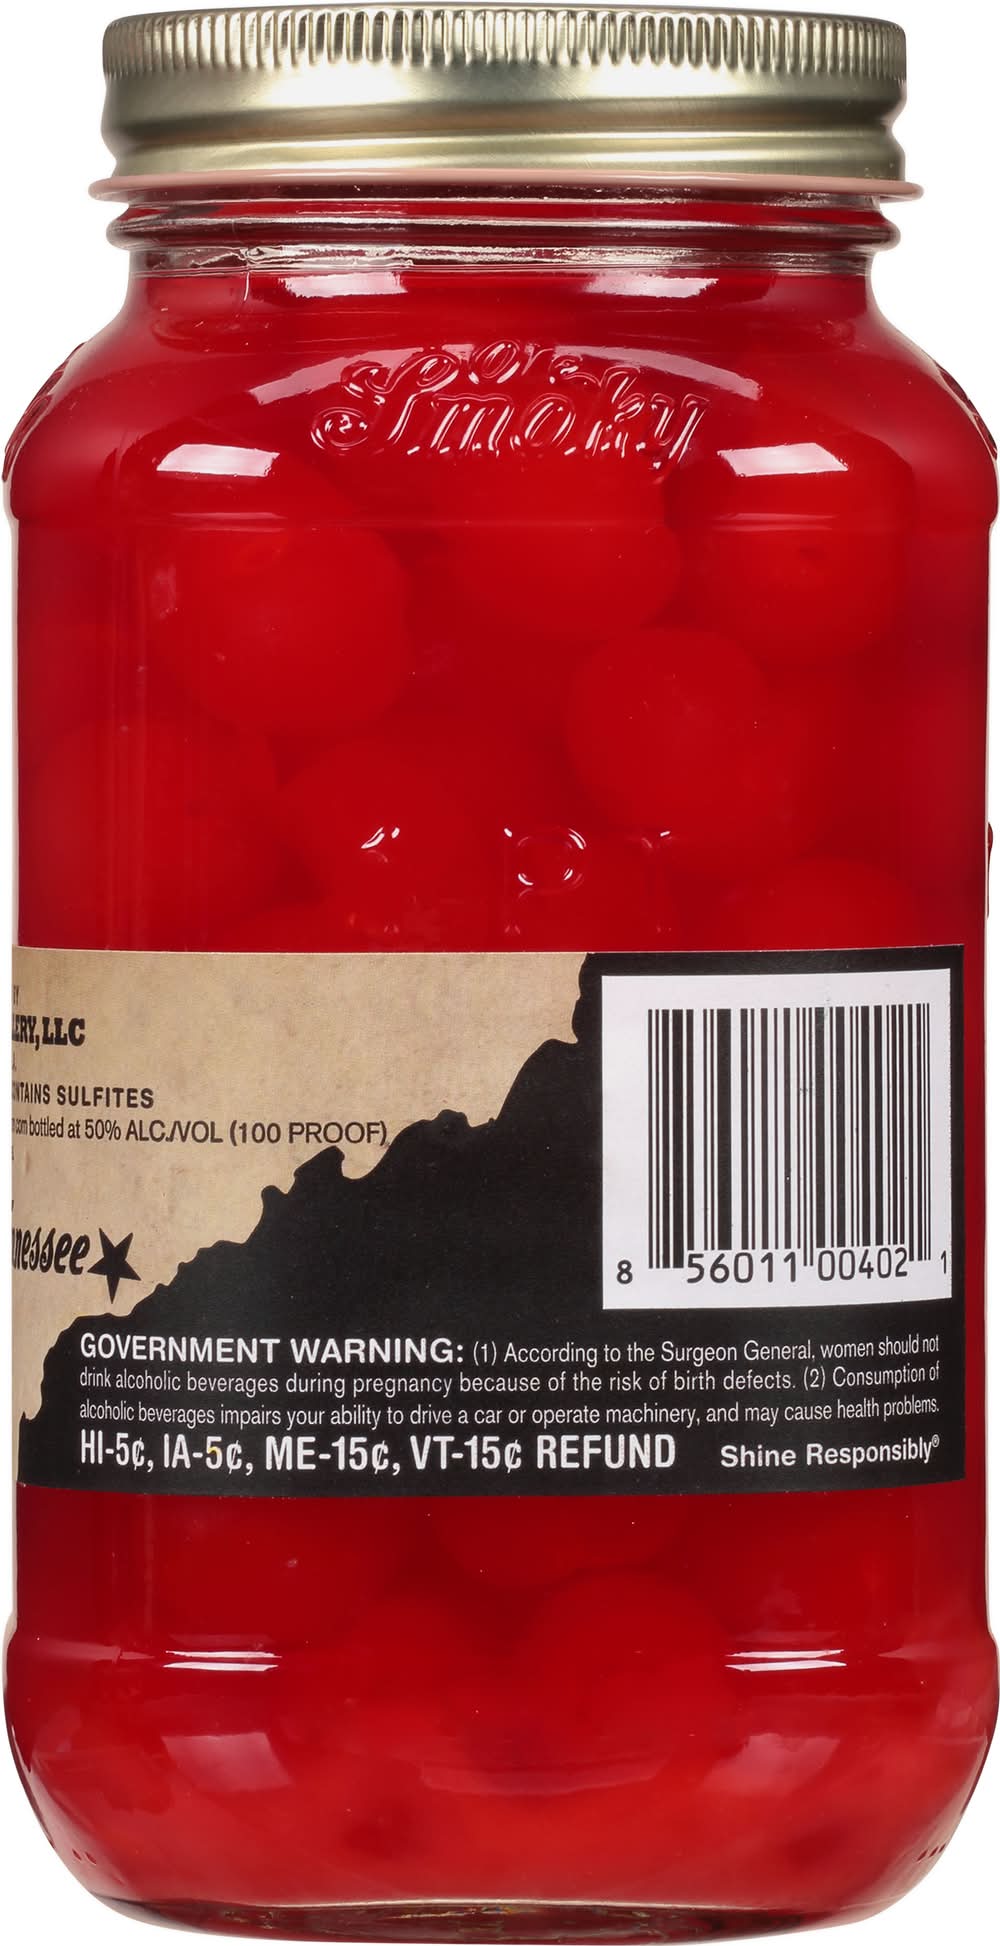 Ole
Smoky
LLC
SULFITES
bottled at 50% ALC./VOL (100 PROOF)
8 56011 00402 1
GOVERNMENT WARNING: (1) According to the Surgeon General, women should not
drink alcoholic beverages during pregnancy because of the risk of birth defects. (2) Consumption of
alcoholic beverages impairs your ability to drive a car or operate machinery, and may cause health problems.
HI-5¢, IA-5¢, ME-15¢, VT-15¢ REFUND Shine Responsibly®